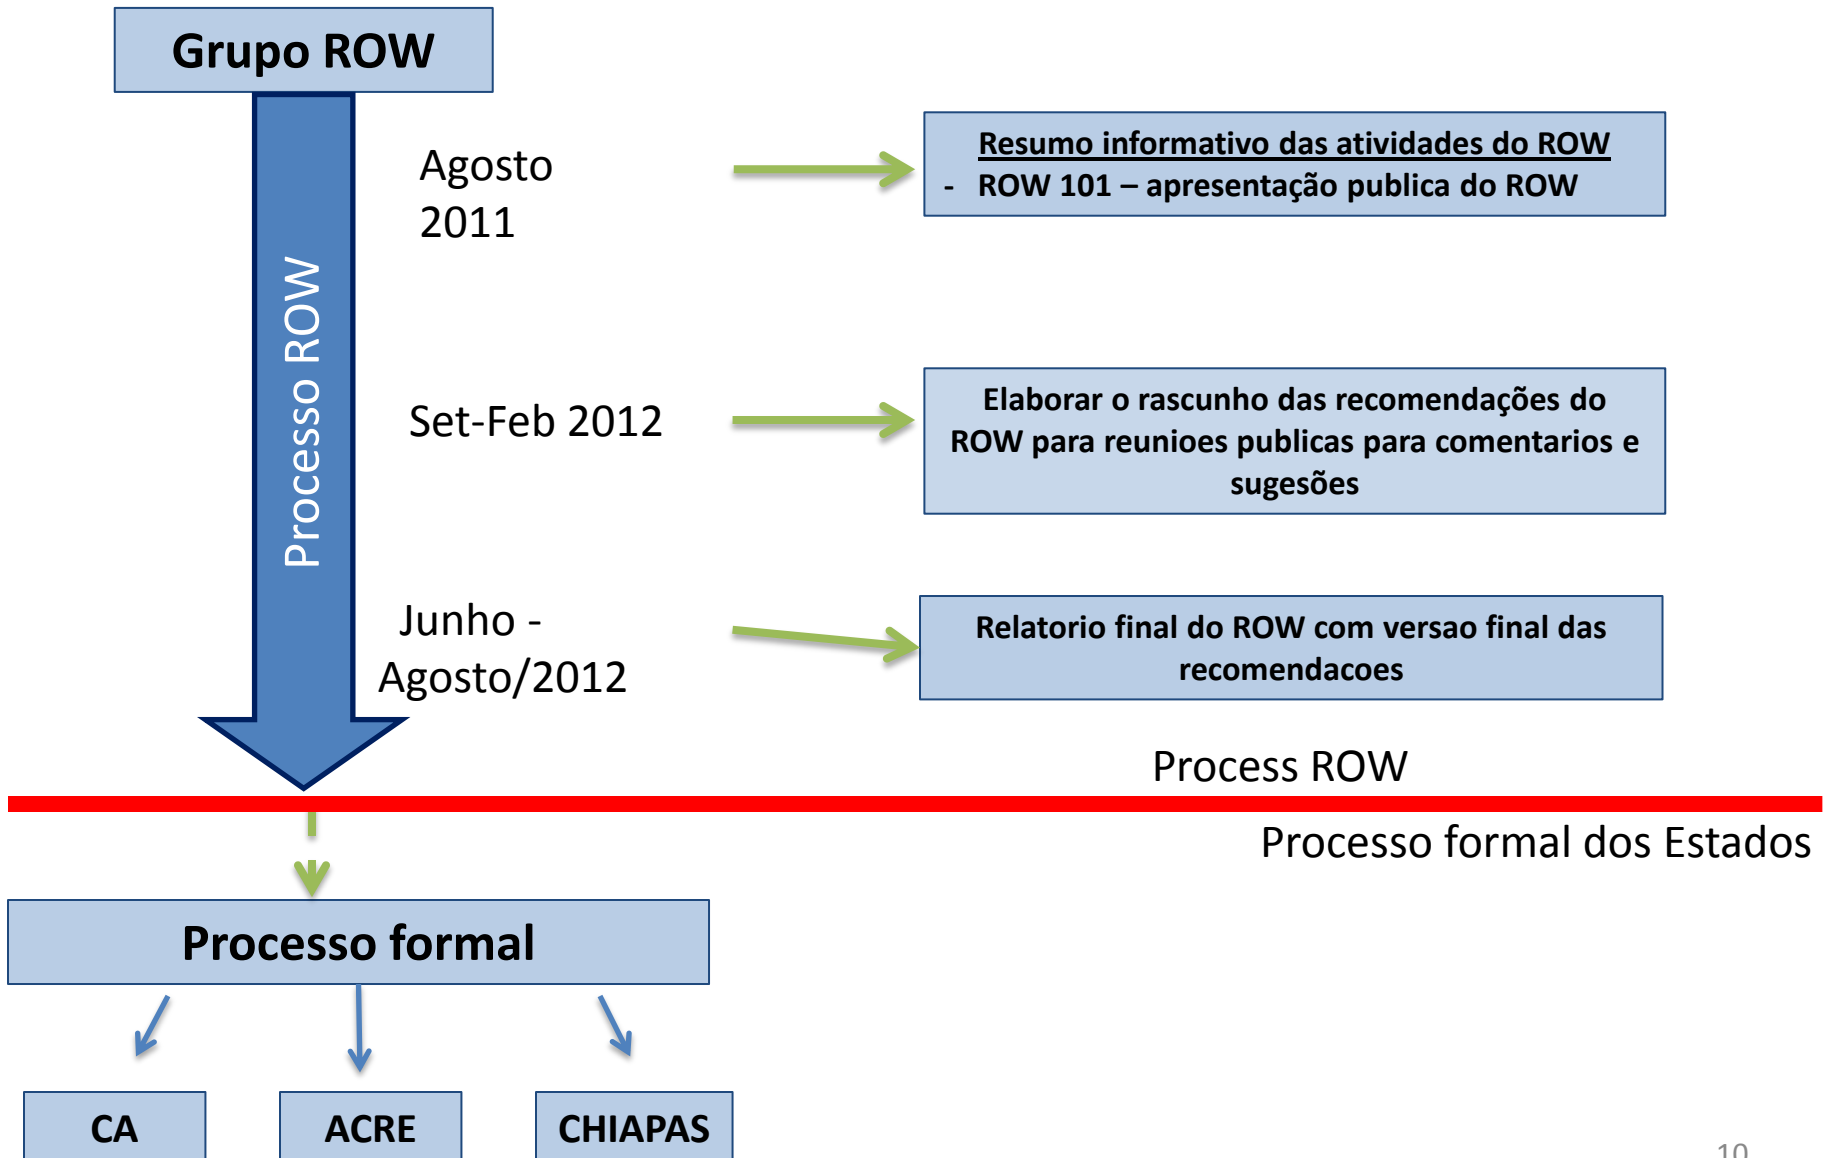 Grupo ROW
Processo ROW
Agosto
2011
Resumo informativo das atividades do ROW
- ROW 101 – apresentação publica do ROW
Set-Feb 2012
Elaborar o rascunho das recomendações do
ROW para reunioes publicas para comentarios e
sugesões
Junho -
Agosto/2012
Relatorio final do ROW com versao final das
recomendacoes
Process ROW
Processo formal dos Estados
Processo formal
CA
ACRE
CHIAPAS
10